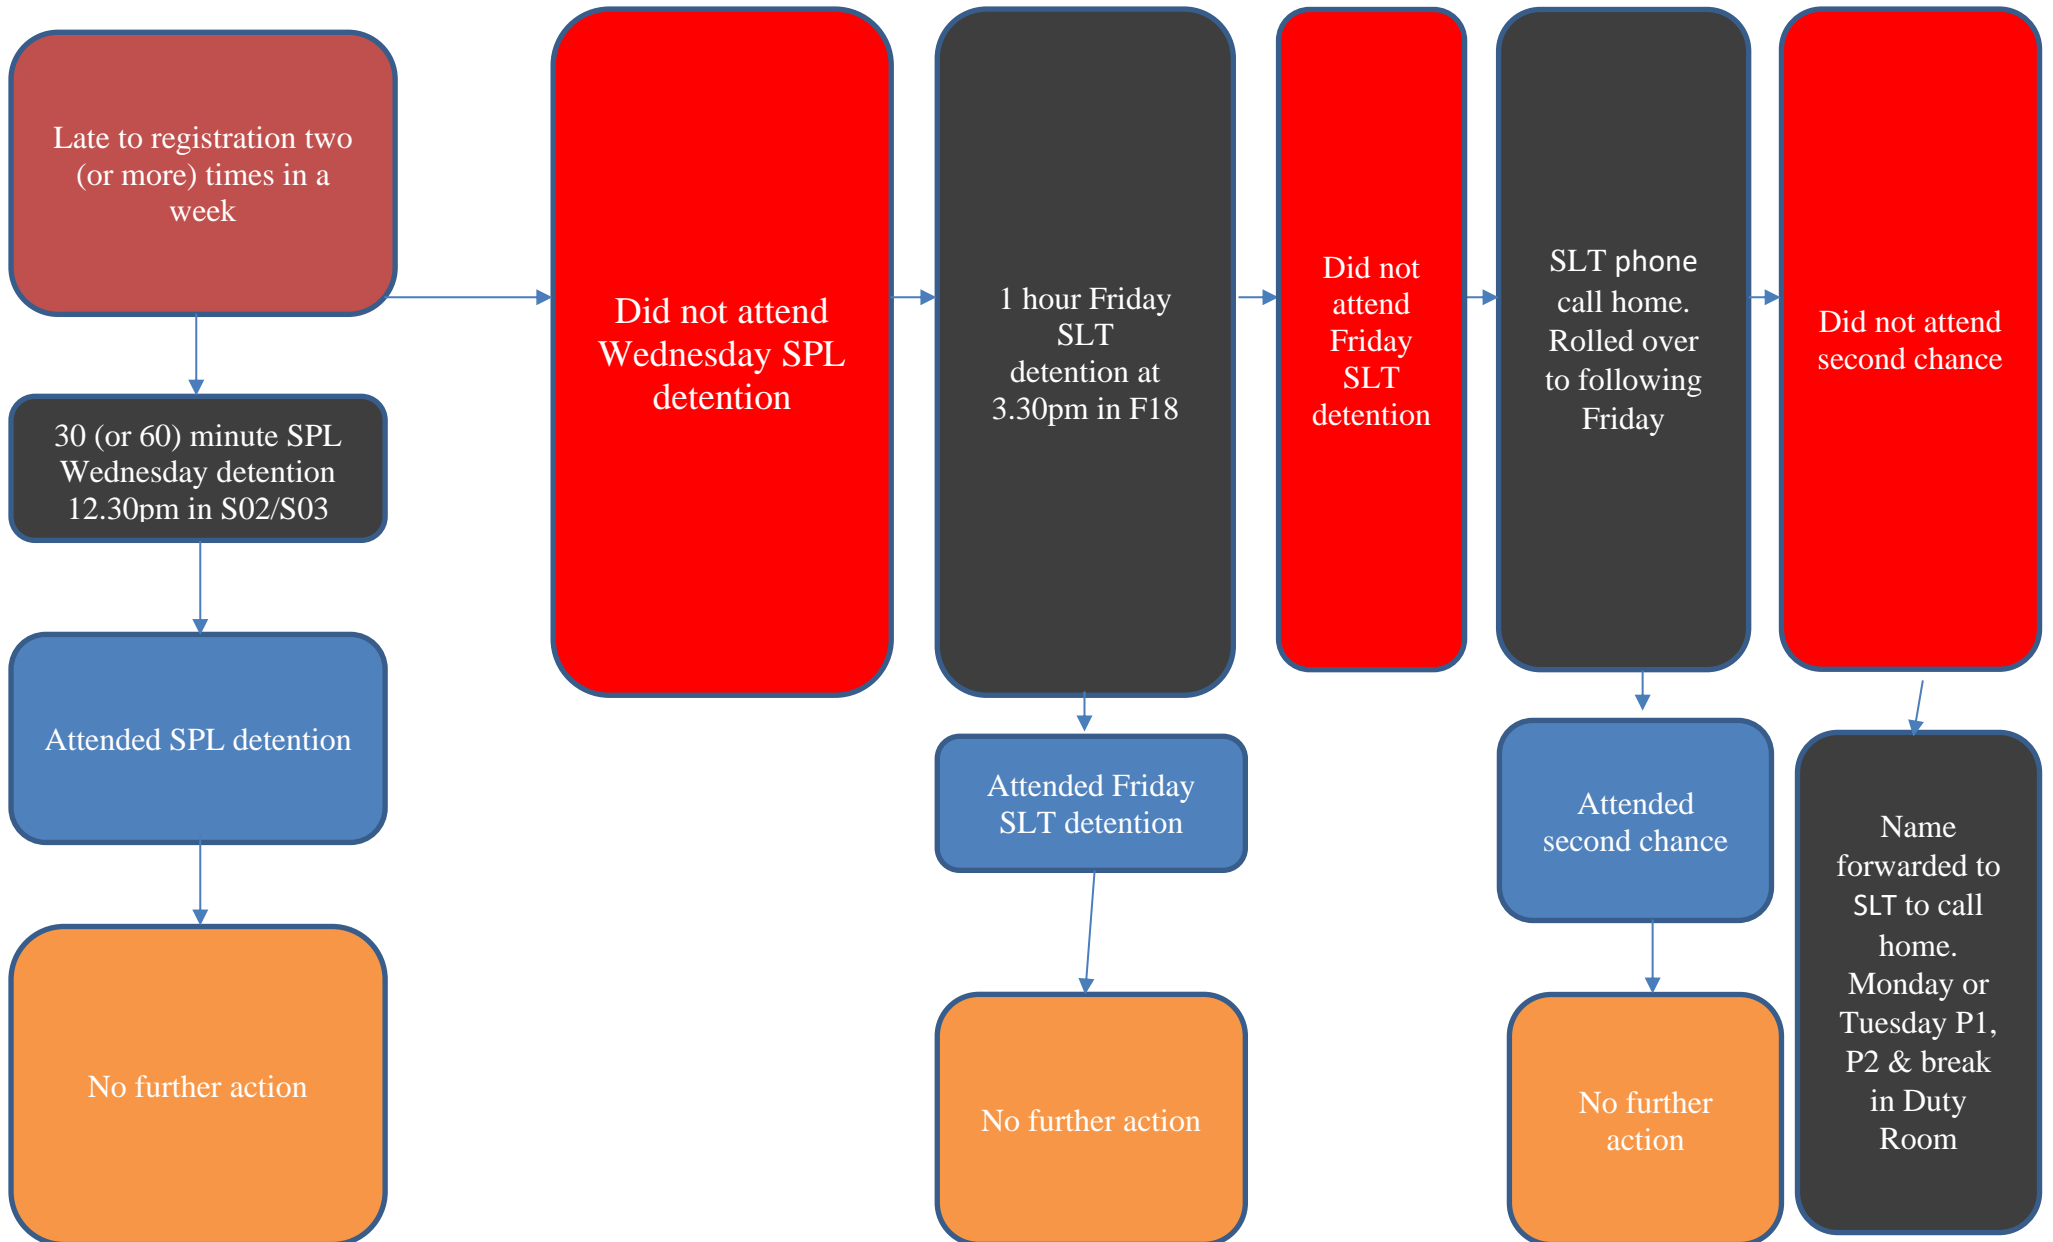 Late to registration two
(or more) times in a
week
30 (or 60) minute SPL
Wednesday detention
12.30pm in S02/S03
Attended SPL detention
No further action
Did not attend
Wednesday SPL
detention
1 hour Friday
SLT
detention at
3.30pm in F18
Attended Friday
SLT detention
No further action
Did not
attend
Friday
SLT
detention
SLT phone
call home.
Rolled over
to following
Friday
Attended
second chance
No further
action
Did not attend
second chance
Name
forwarded to
SLT to call
home.
Monday or
Tuesday P1,
P2 & break
in Duty
Room